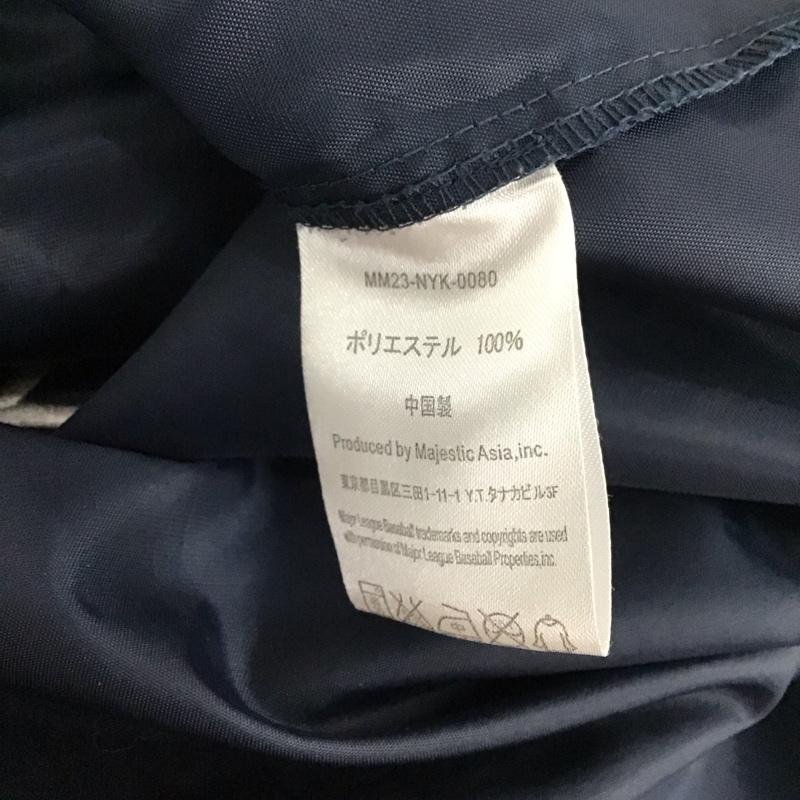 MM23-NYK-0080
ポリエステル 100%
中国製
Produced by Majestic Asia,inc.
東京都目黒区三田1-11-1 Y.T.タナカビル3F
Major League Baseball trademarks and copyrights are used
with permission of Major League Baseball Properties,inc.
中